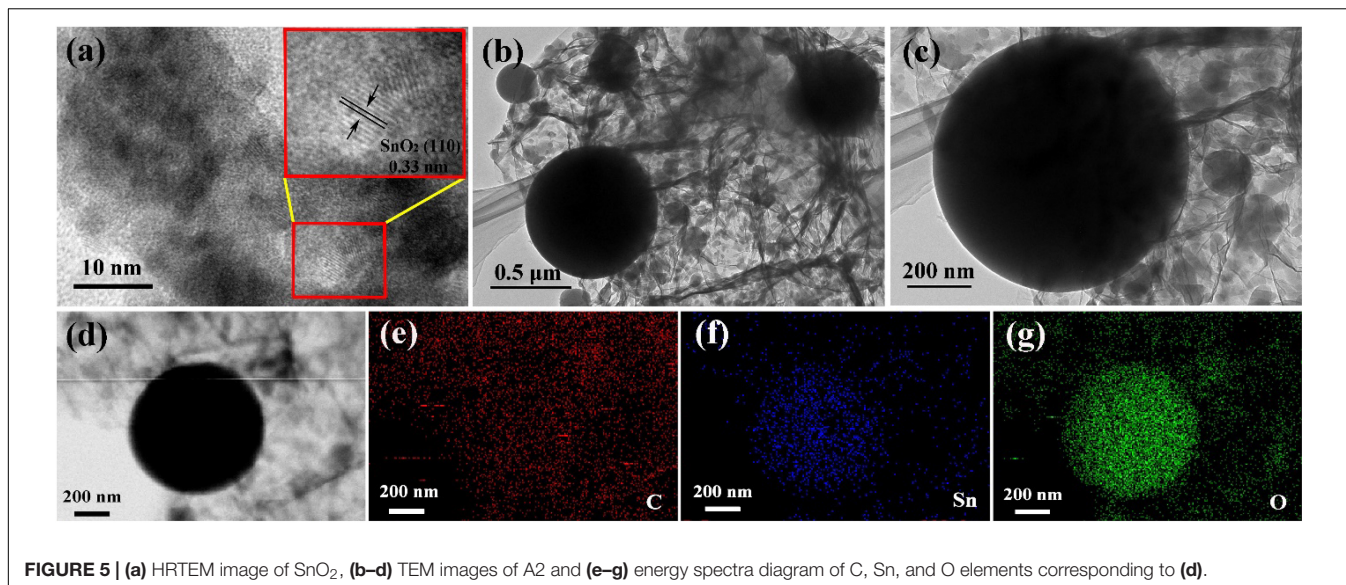 (a)
SnO₂ (110)
0.33 nm
10 nm
(b)
0.5 μm
(c)
200 nm
(d)
200 nm
(e)
200 nm
C
(f)
200 nm
Sn
(g)
200 nm
O
FIGURE 5 | (a) HRTEM image of SnO₂, (b–d) TEM images of A2 and (e–g) energy spectra diagram of C, Sn, and O elements corresponding to (d).